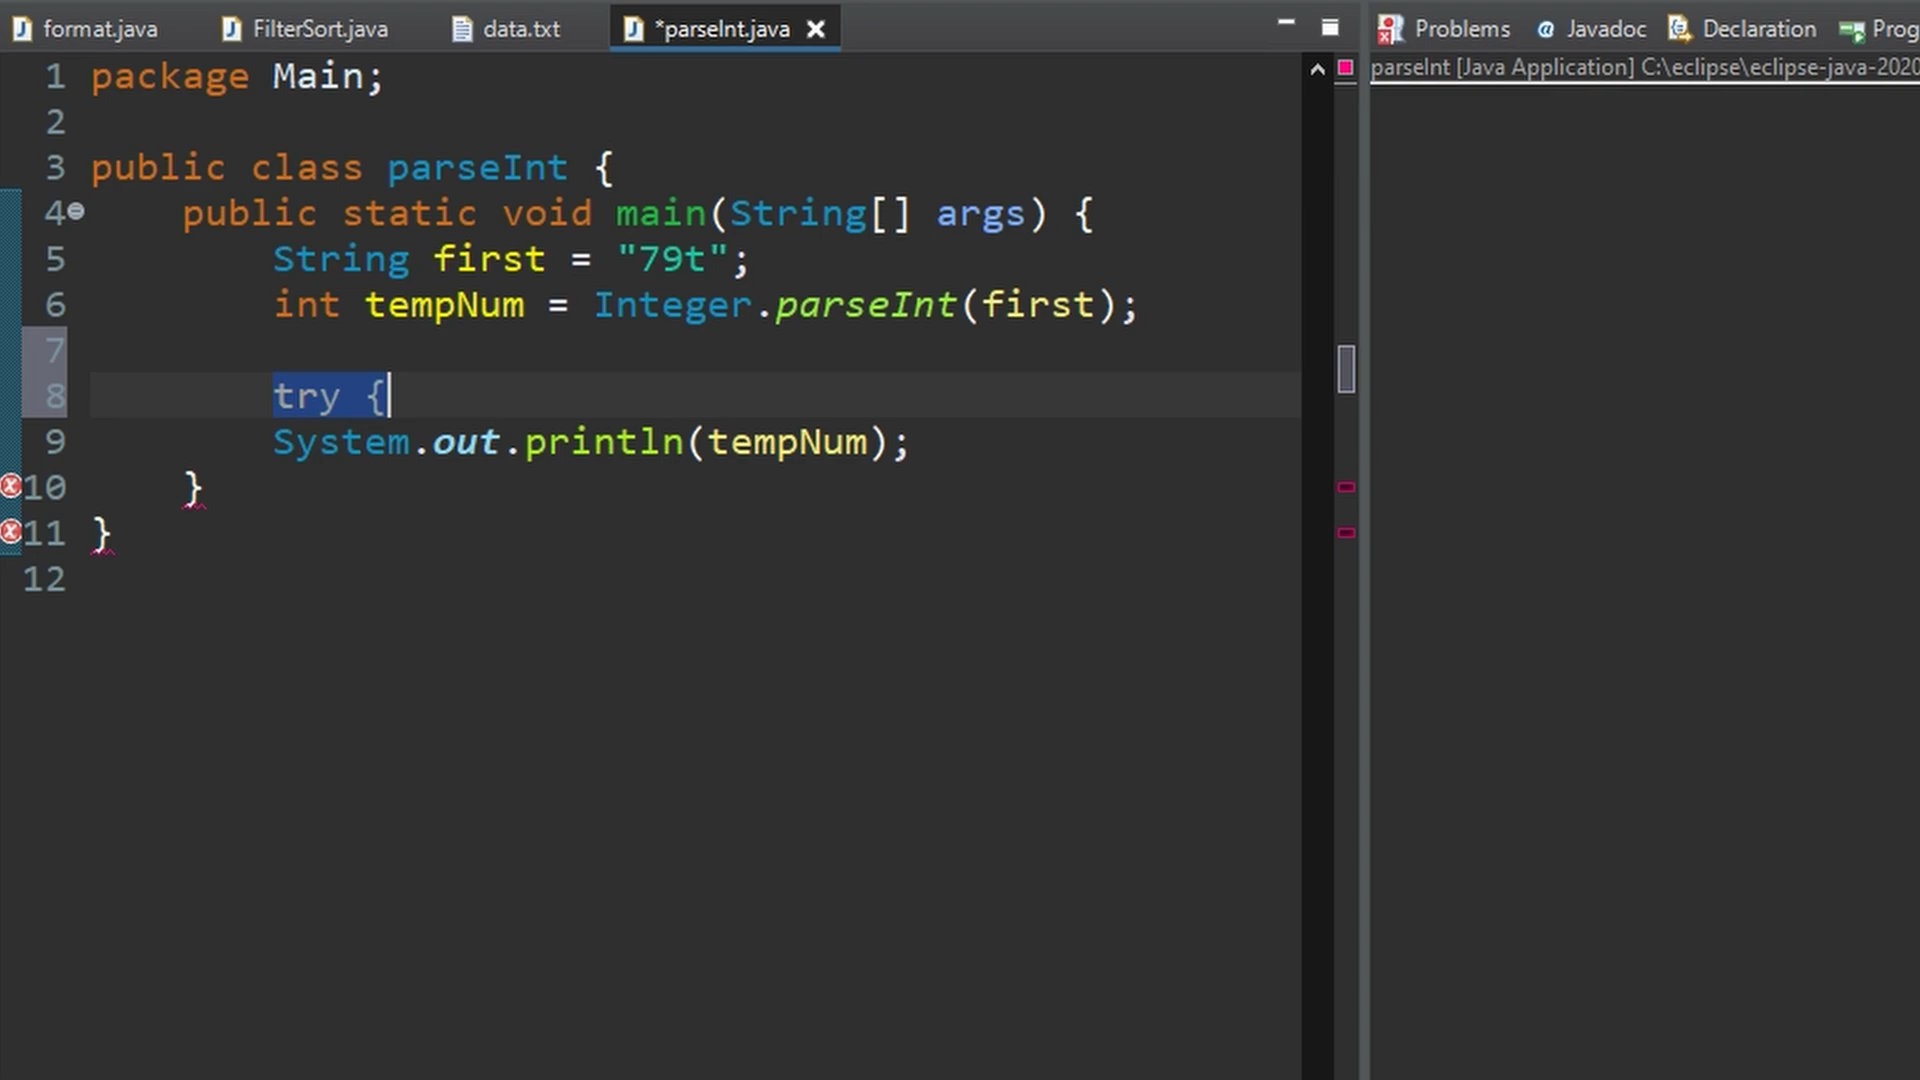 format.java FilterSort.java data.txt *parseInt.java Problems @ Javadoc Declaration Prog
parseInt [Java Application] C:\eclipse\eclipse-java-2020
1 package Main;
2
3 public class parseInt {
4 public static void main(String[] args) {
5 String first = "79t";
6 int tempNum = Integer.parseInt(first);
7
8 try {
9 System.out.println(tempNum);
10 }
11 }
12